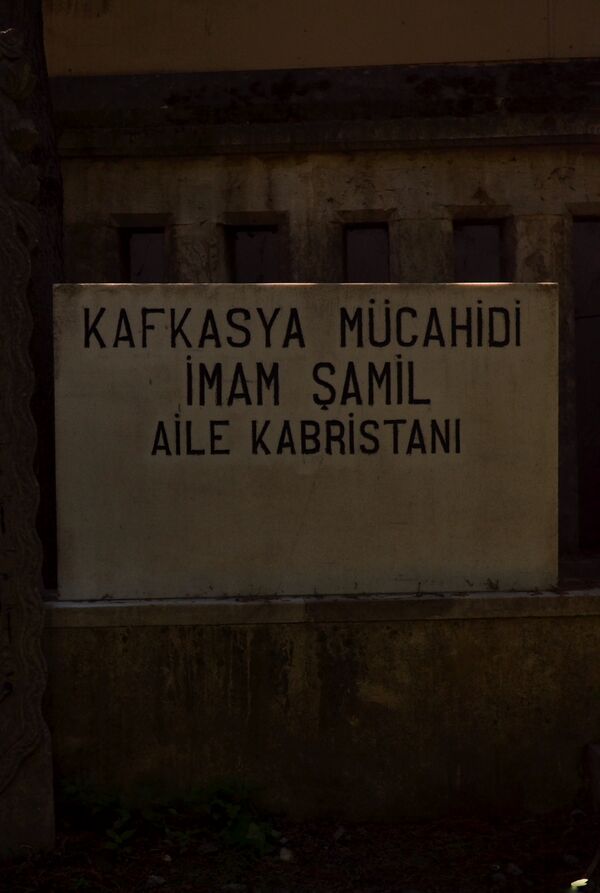 KAFKASYA MÜCAHİDİ
İMAM ŞAMİL
AİLE KABRİSTANI